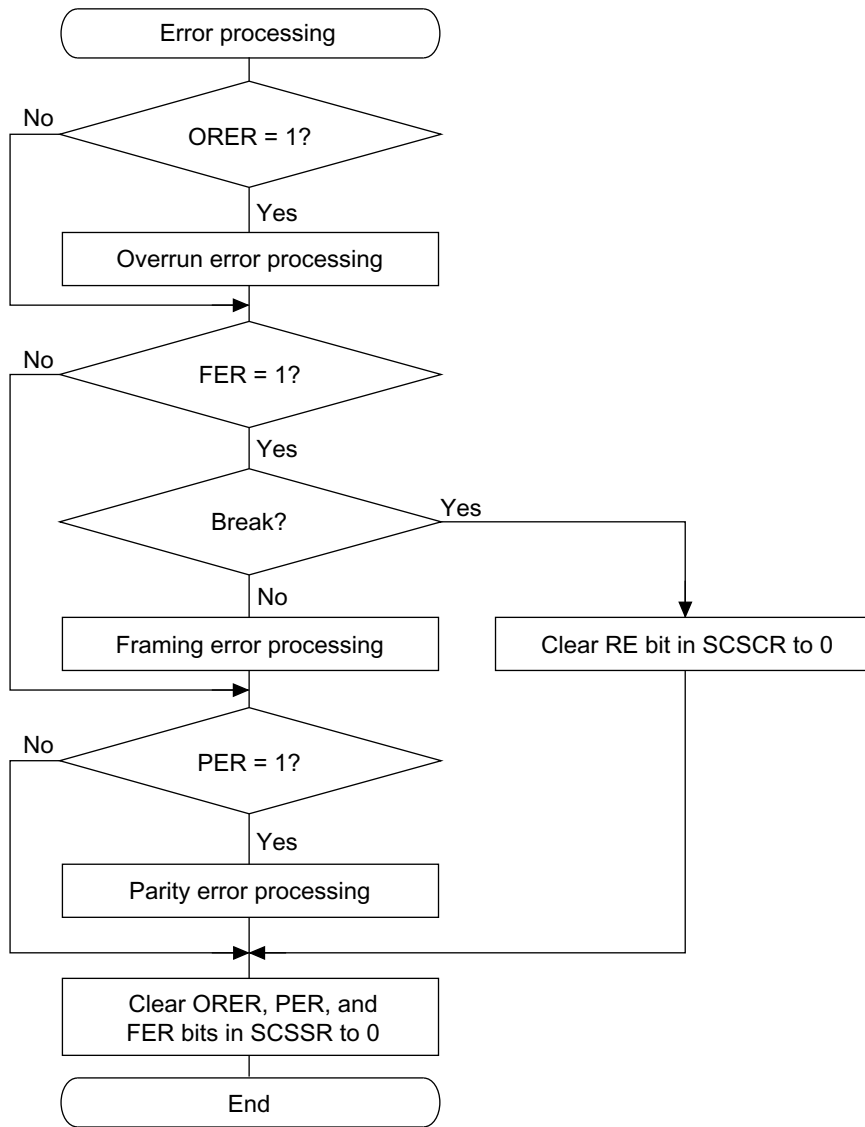 Error processing
No
ORER = 1?
Yes
Overrun error processing
No
FER = 1?
Yes
Break?
Yes
No
Framing error processing
Clear RE bit in SCSCR to 0
No
PER = 1?
Yes
Parity error processing
Clear ORER, PER, and
FER bits in SCSSR to 0
End